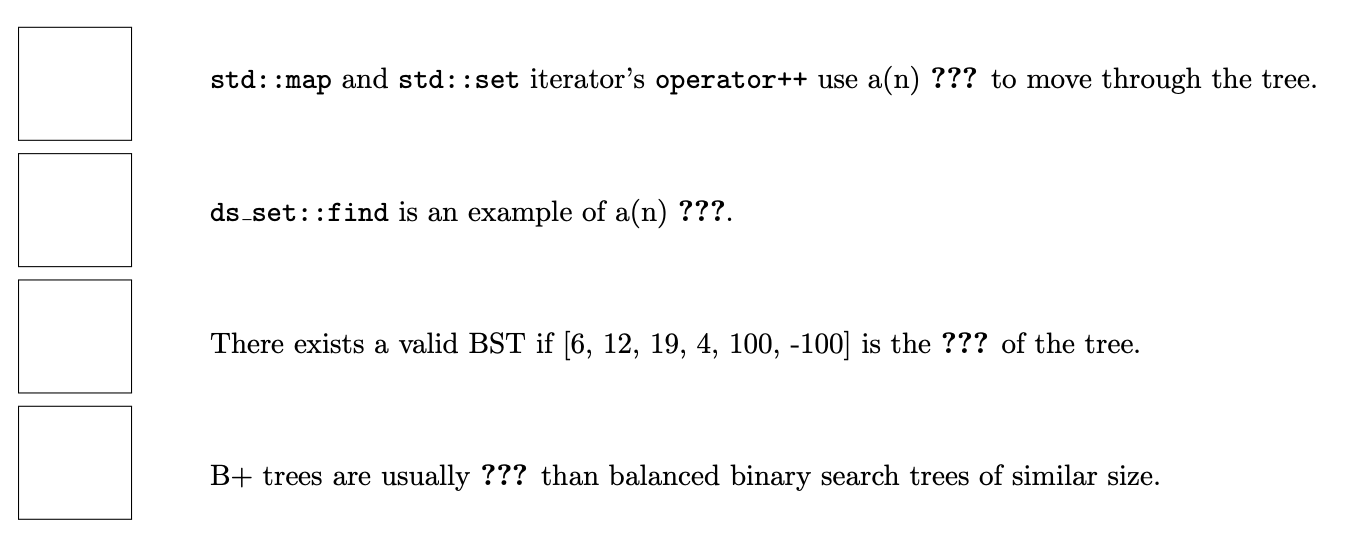 std::map and std::set iterator’s operator++ use a(n) ??? to move through the tree.
ds_set::find is an example of a(n) ???.
There exists a valid BST if [6, 12, 19, 4, 100, -100] is the ??? of the tree.
B+ trees are usually ??? than balanced binary search trees of similar size.